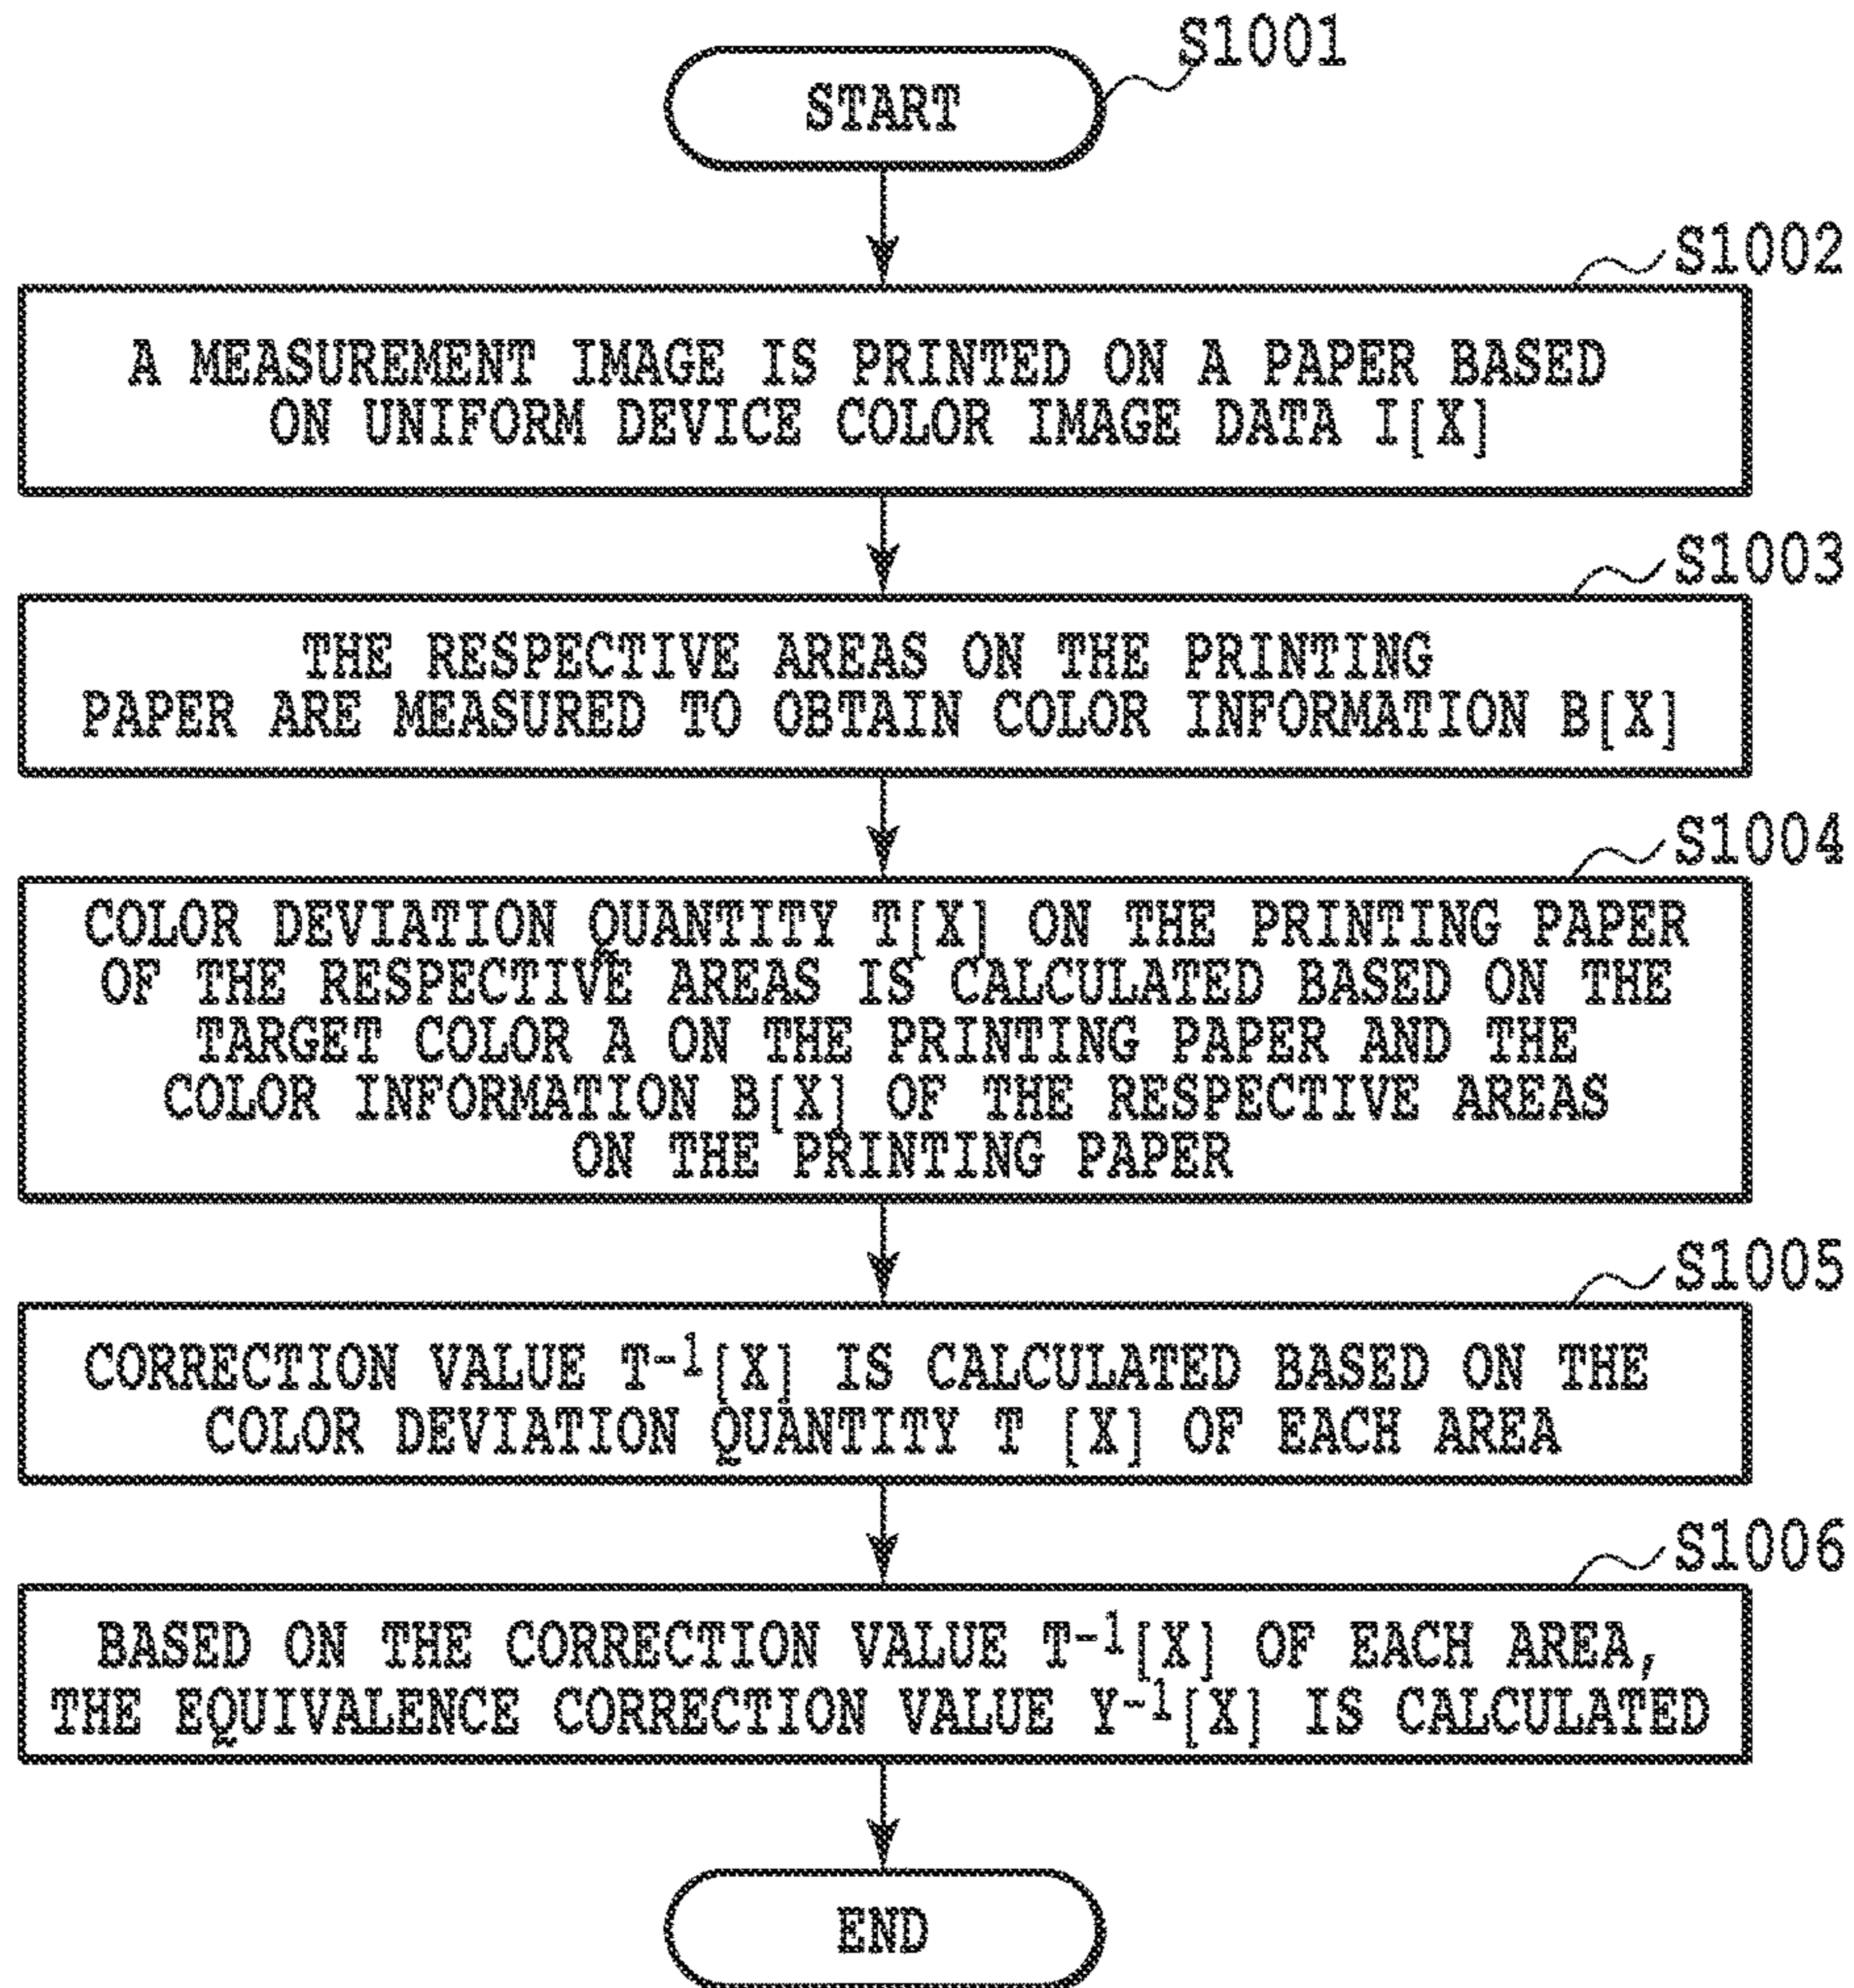 S1001
START
S1002
A MEASUREMENT IMAGE IS PRINTED ON A PAPER BASED
ON UNIFORM DEVICE COLOR IMAGE DATA I[X]
S1003
THE RESPECTIVE AREAS ON THE PRINTING
PAPER ARE MEASURED TO OBTAIN COLOR INFORMATION B[X]
S1004
COLOR DEVIATION QUANTITY T[X] ON THE PRINTING PAPER
OF THE RESPECTIVE AREAS IS CALCULATED BASED ON THE
TARGET COLOR A ON THE PRINTING PAPER AND THE
COLOR INFORMATION B[X] OF THE RESPECTIVE AREAS
ON THE PRINTING PAPER
S1005
CORRECTION VALUE T⁻¹[X] IS CALCULATED BASED ON THE
COLOR DEVIATION QUANTITY T [X] OF EACH AREA
S1006
BASED ON THE CORRECTION VALUE T⁻¹[X] OF EACH AREA,
THE EQUIVALENCE CORRECTION VALUE Y⁻¹[X] IS CALCULATED
END